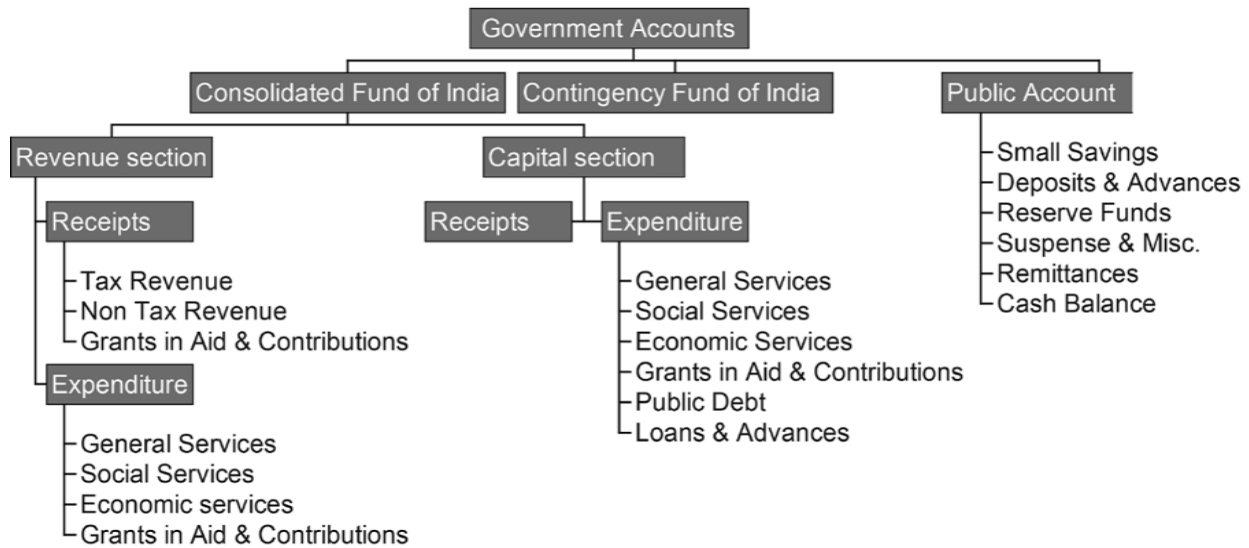 Government Accounts
Consolidated Fund of India
Contingency Fund of India
Public Account
Small Savings
Deposits & Advances
Reserve Funds
Suspense & Misc.
Remittances
Cash Balance
Revenue section
Receipts
Tax Revenue
Non Tax Revenue
Grants in Aid & Contributions
Expenditure
General Services
Social Services
Economic services
Grants in Aid & Contributions
Capital section
Receipts
Expenditure
General Services
Social Services
Economic Services
Grants in Aid & Contributions
Public Debt
Loans & Advances